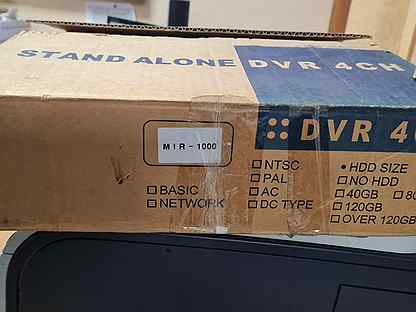 STAND ALONE DVR 4CH
DVR 4
MIR-1000
□ BASIC
□ NETWORK
□ NTSC
□ PAL
□ AC
□ DC TYPE
• HDD SIZE
□ NO HDD
□ 40GB □ 80
□ 120GB
□ OVER 120GB